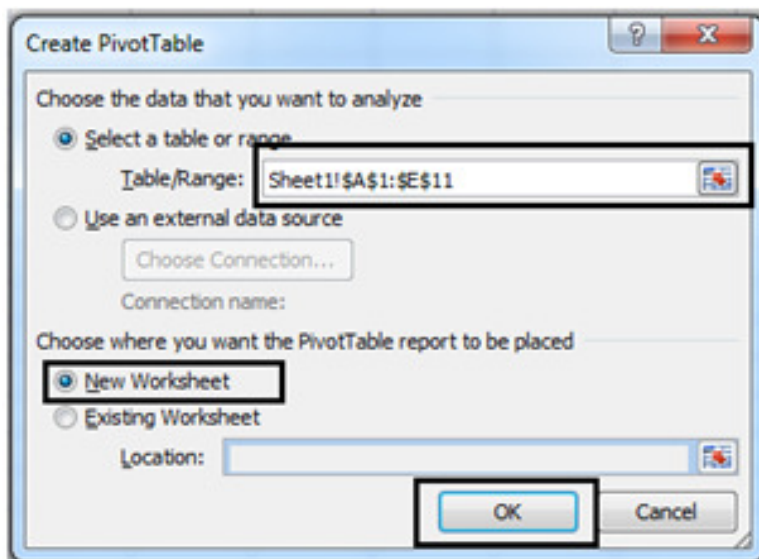 Create PivotTable
Choose the data that you want to analyze
Select a table or range
Table/Range: Sheet1!$A$1:$E$11
Use an external data source
Choose Connection...
Connection name:
Choose where you want the PivotTable report to be placed
New Worksheet
Existing Worksheet
Location:
OK Cancel